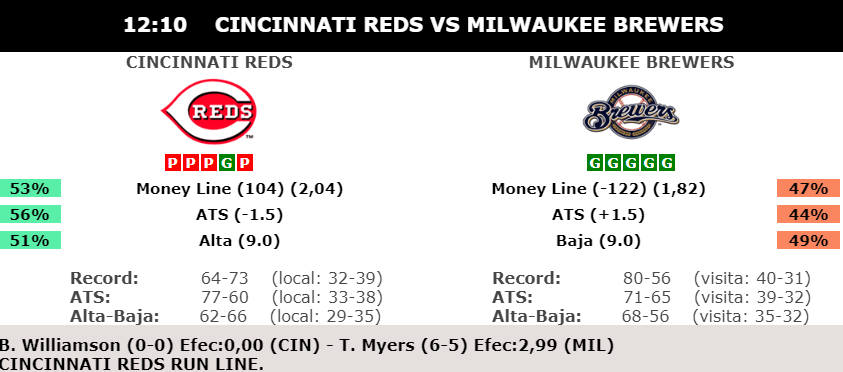 12:10 CINCINNATI REDS VS MILWAUKEE BREWERS
CINCINNATI REDS MILWAUKEE BREWERS
REDS Brewers
P P P G P G G G G G
53% Money Line (104) (2,04) Money Line (-122) (1,82) 47%
56% ATS (-1.5) ATS (+1.5) 44%
51% Alta (9.0) Baja (9.0) 49%
Record: 64-73 (local: 32-39) Record: 80-56 (visita: 40-31)
ATS: 77-60 (local: 33-38) ATS: 71-65 (visita: 39-32)
Alta-Baja: 62-66 (local: 29-35) Alta-Baja: 68-56 (visita: 35-32)
B. Williamson (0-0) Efec:0,00 (CIN) - T. Myers (6-5) Efec:2,99 (MIL)
CINCINNATI REDS RUN LINE.